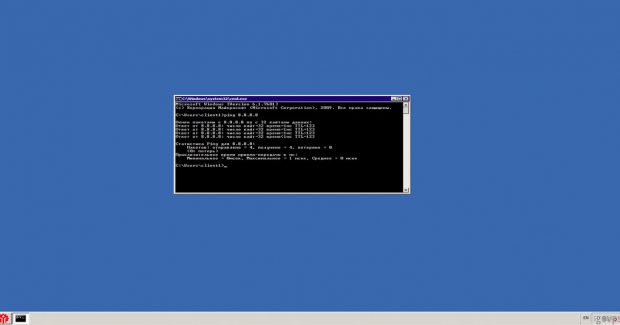 C:\Windows\system32\cmd.exe
Microsoft Windows [Version 6.1.7601]
(c) Корпорация Майкрософт (Microsoft Corporation), 2009. Все права защищены.
C:\Users\client1>ping 8.8.8.8
Обмен пакетами с 8.8.8.8 по с 32 байтами данных:
Ответ от 8.8.8.8: число байт=32 время<1мс TTL=123
Ответ от 8.8.8.8: число байт=32 время<1мс TTL=123
Ответ от 8.8.8.8: число байт=32 время<1мс TTL=123
Ответ от 8.8.8.8: число байт=32 время<1мс TTL=123
Статистика Ping для 8.8.8.8:
Пакетов: отправлено = 4, получено = 4, потеряно = 0
(0% потерь)
Приблизительное время приема-передачи в мс:
Минимальное = 0мсек, Максимальное = 1 мсек, Среднее = 0 мсек
C:\Users\client1>_
EN